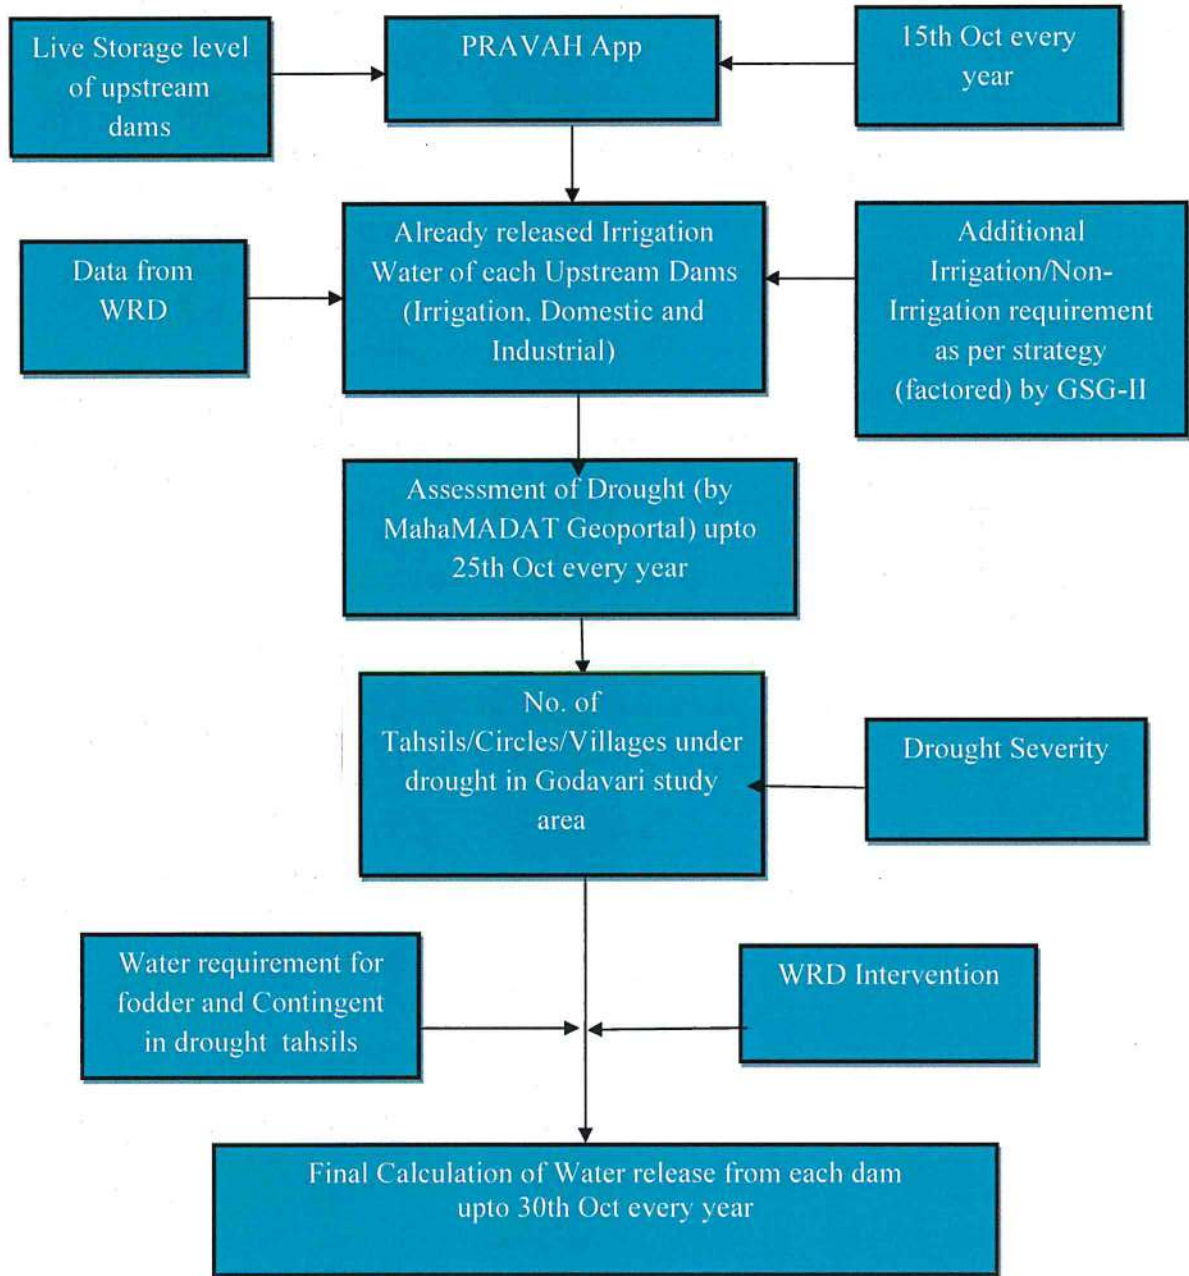 Live Storage level
of upstream
dams
PRAVAH App
15th Oct every
year
Data from
WRD
Already released Irrigation
Water of each Upstream Dams
(Irrigation, Domestic and
Industrial)
Additional
Irrigation/Non-
Irrigation requirement
as per strategy
(factored) by GSG-II
Assessment of Drought (by
MahaMADAT Geoportal) upto
25th Oct every year
No. of
Tahsils/Circles/Villages under
drought in Godavari study
area
Drought Severity
Water requirement for
fodder and Contingent
in drought tahsils
WRD Intervention
Final Calculation of Water release from each dam
upto 30th Oct every year